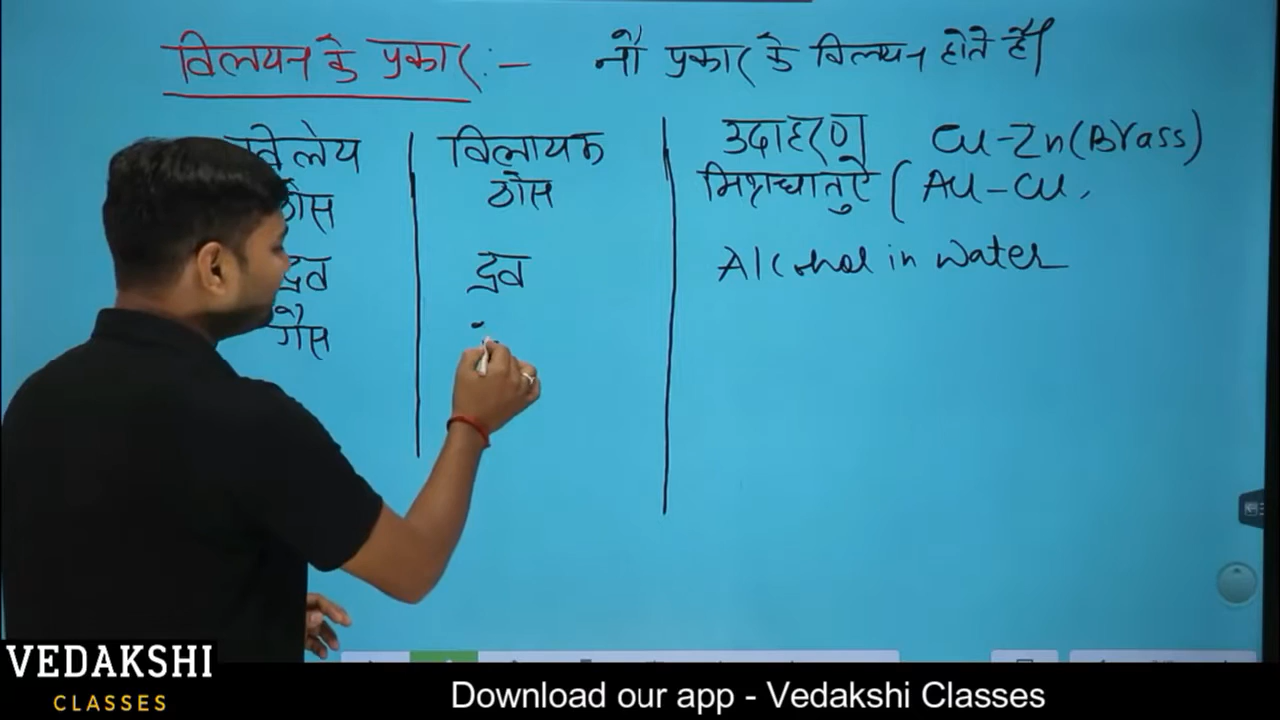 विलयन के प्रकार :- नौ प्रकार के विलयन होते हैं।
विलेय विलायक उदाहरण Cu-Zn(Brass)
ठोस ठोस मिश्रधातुऐ (Au-Cu,
द्रव द्रव Alcohol in water
गैस
VEDAKSHI
CLASSES
Download our app - Vedakshi Classes